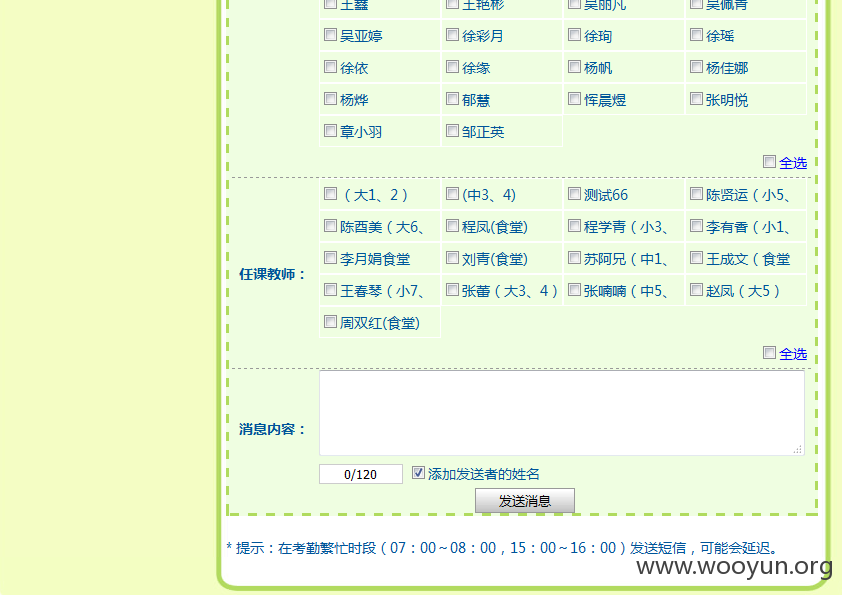 王鑫 王艳彬 吴丽凡 吴佩青
吴亚婷 徐彩月 徐珣 徐瑶
徐依 徐缘 杨帆 杨佳娜
杨烨 郁慧 恽晨煜 张明悦
章小羽 邹正英
全选
(大1、2) (中3、4) 测试66 陈贤运(小5、
陈酉美(大6、 程凤(食堂) 程学青(小3、 李有香(小1、
李月娟食堂 刘青(食堂) 苏阿兄(中1、 王成文(食堂
任课教师:
王春琴(小7、 张蕾(大3、4) 张喃喃(中5、 赵凤(大5)
周双红(食堂)
全选
消息内容:
0/120 添加发送者的姓名
发送消息
* 提示:在考勤繁忙时段(07:00~08:00,15:00~16:00)发送短信,可能会延迟。
www.wooyun.org